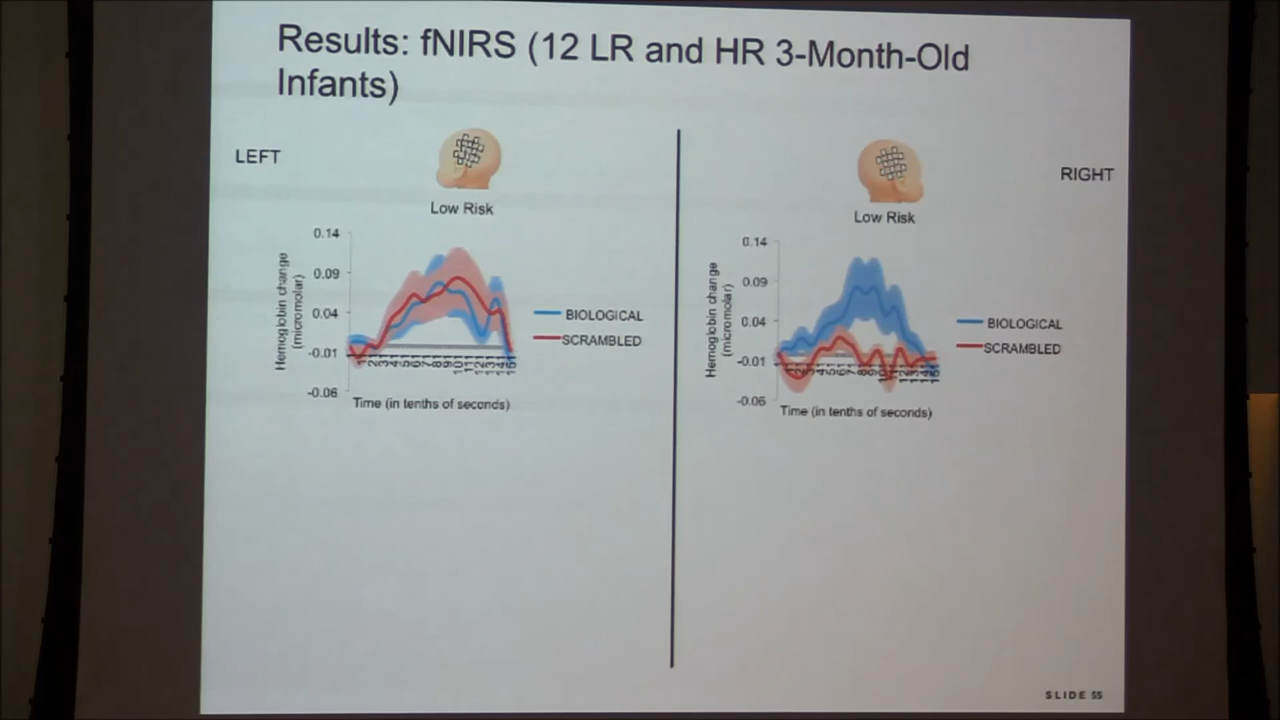 Results: fNIRS (12 LR and HR 3-Month-Old
Infants)
LEFT
Low Risk
0.14
0.09
0.04
-0.01
-0.06
Hemoglobin change
(micromolar)
BIOLOGICAL
SCRAMBLED
Time (in tenths of seconds)
RIGHT
Low Risk
0.14
0.09
0.04
-0.01
-0.06
Hemoglobin change
(micromolar)
BIOLOGICAL
SCRAMBLED
Time (in tenths of seconds)
SLIDE 55